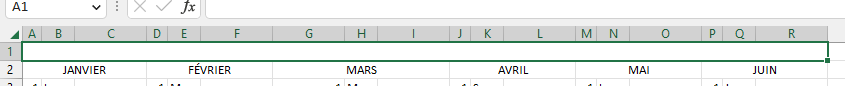 A1 fx
A B C D E F G H I J K L M N O P Q R
1
2 JANVIER FÉVRIER MARS AVRIL MAI JUIN